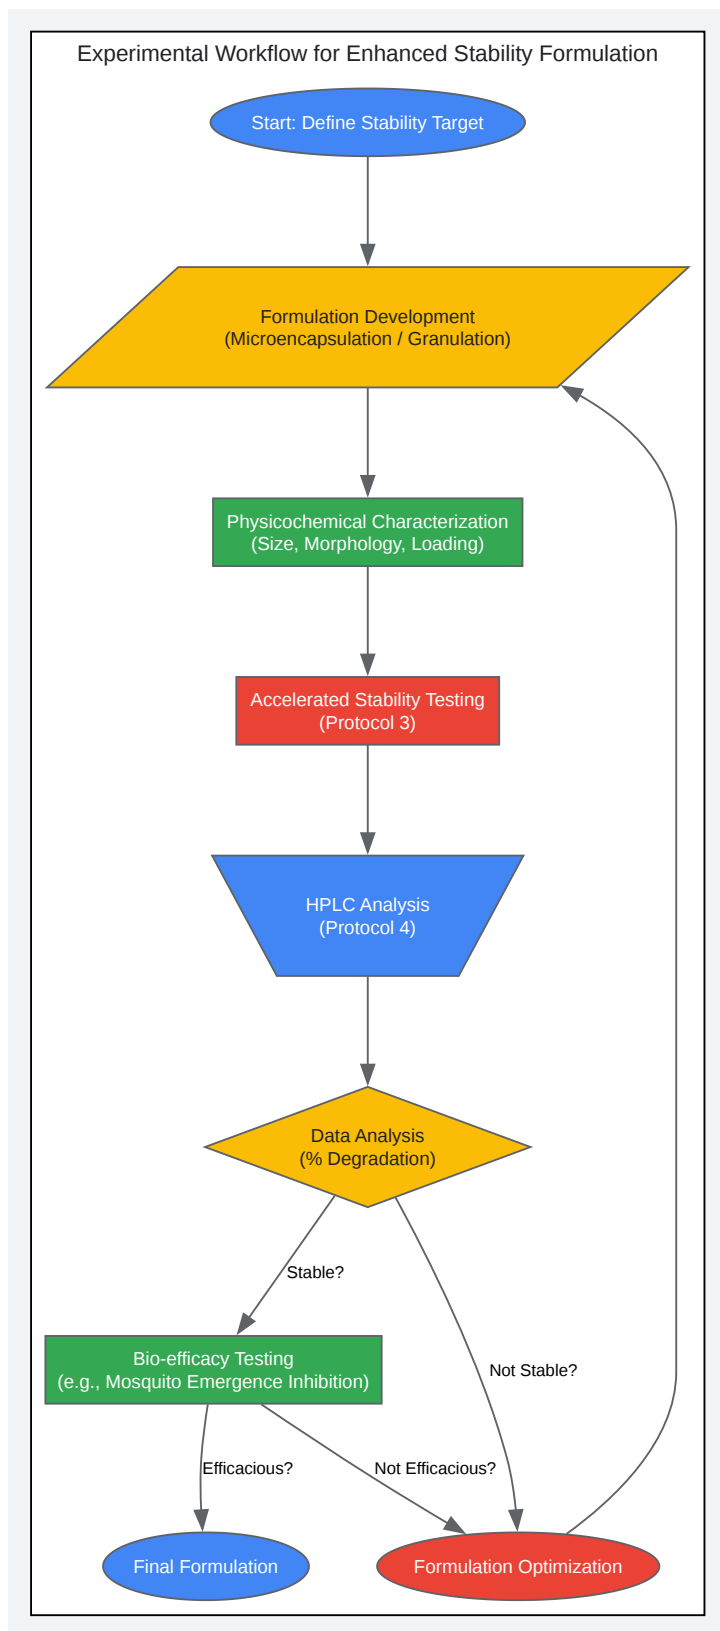 Experimental Workflow for Enhanced Stability Formulation
Start: Define Stability Target
Formulation Development
(Microencapsulation / Granulation)
Physicochemical Characterization
(Size, Morphology, Loading)
Accelerated Stability Testing
(Protocol 3)
HPLC Analysis
(Protocol 4)
Data Analysis
(% Degradation)
Stable?
Bio-efficacy Testing
(e.g., Mosquito Emergence Inhibition)
Not Stable?
Efficacious?
Not Efficacious?
Final Formulation
Formulation Optimization